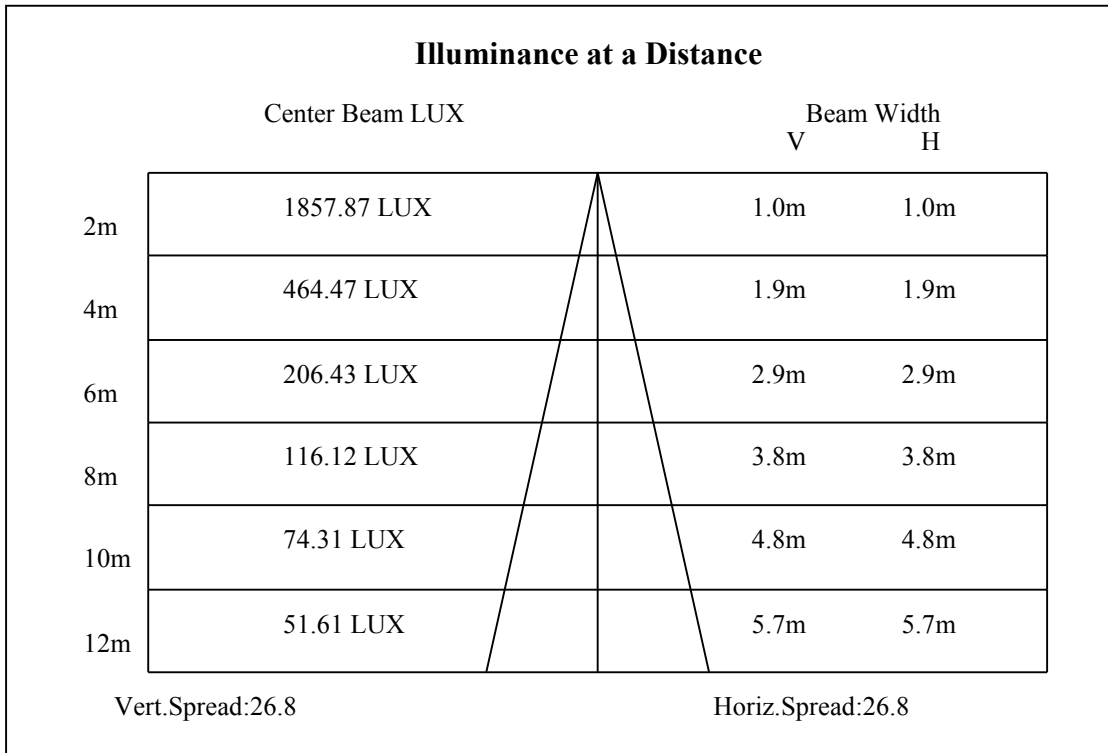 Illuminance at a Distance
Center Beam LUX Beam Width
V H
2m 1857.87 LUX 1.0m 1.0m
4m 464.47 LUX 1.9m 1.9m
6m 206.43 LUX 2.9m 2.9m
8m 116.12 LUX 3.8m 3.8m
10m 74.31 LUX 4.8m 4.8m
12m 51.61 LUX 5.7m 5.7m
Vert.Spread:26.8 Horiz.Spread:26.8